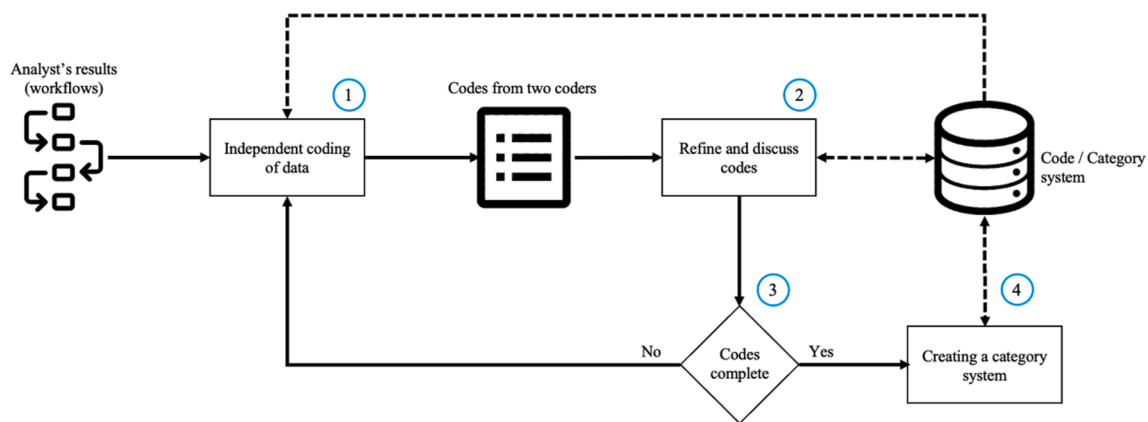 Analyst's results
(workflows)
1
Codes from two coders
2
Independent coding
of data
Refine and discuss
codes
Code / Category
system
3
4
No
Codes
complete
Yes
Creating a category
system